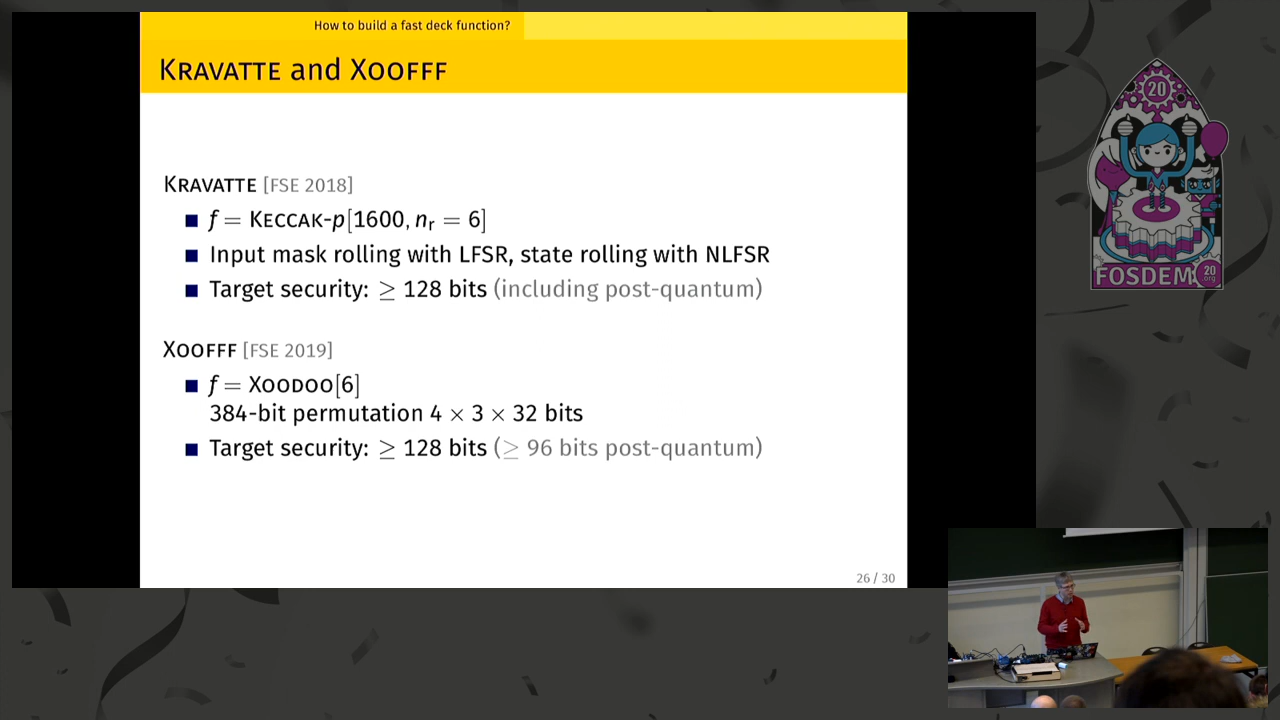 How to build a fast deck function?
KRAVATTE and XOOFFF
KRAVATTE [FSE 2018]
f = KECCAK-p[1600, nr = 6]
Input mask rolling with LFSR, state rolling with NLFSR
Target security: ≥ 128 bits (including post-quantum)
XOOFFF [FSE 2019]
f = XOODOO[6]
384-bit permutation 4 × 3 × 32 bits
Target security: ≥ 128 bits (≥ 96 bits post-quantum)
26 / 30
20
FOSDEM
20
.org